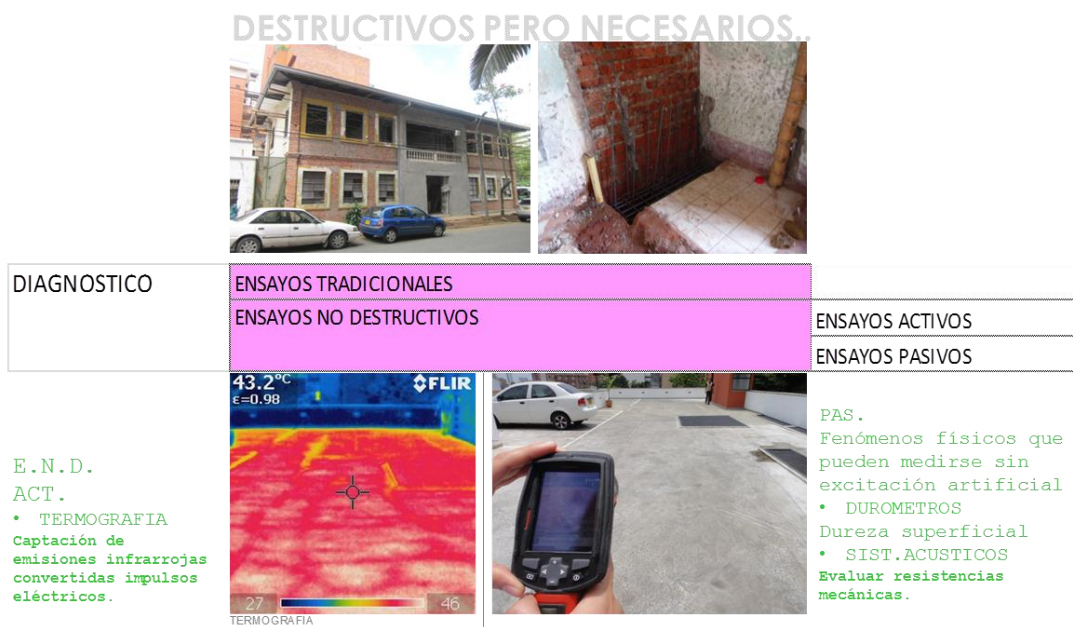 DESTRUCTIVOS PERO NECESARIOS..
DIAGNOSTICO
ENSAYOS TRADICIONALES
ENSAYOS NO DESTRUCTIVOS
ENSAYOS ACTIVOS
ENSAYOS PASIVOS
E.N.D.
ACT.
• TERMOGRAFIA
Captación de
emisiones infrarrojas
convertidas impulsos
eléctricos.
43.2°C
ε=0.98
FLIR
27
46
TERMOGRAFIA
PAS.
Fenómenos físicos que
pueden medirse sin
excitación artificial
• DUROMETROS
Dureza superficial
• SIST.ACUSTICOS
Evaluar resistencias
mecánicas.